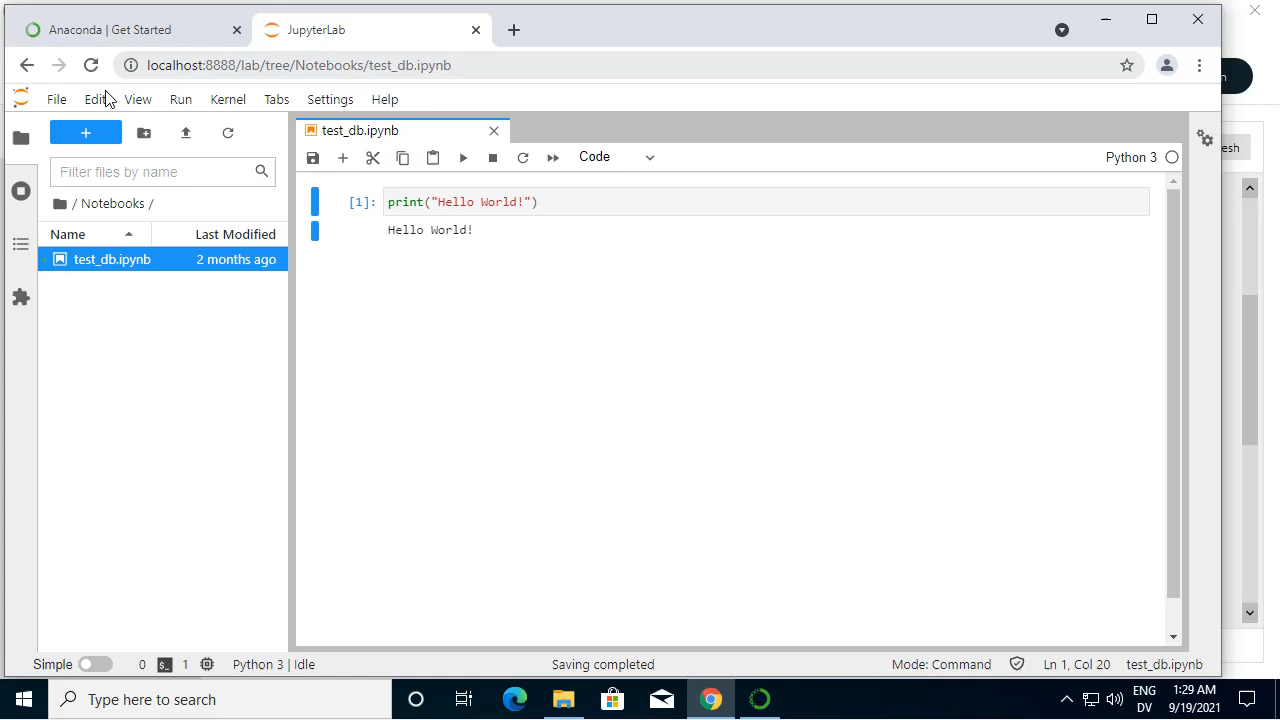 Anaconda | Get Started
JupyterLab
localhost:8888/lab/tree/Notebooks/test_db.ipynb
File Edit View Run Kernel Tabs Settings Help
test_db.ipynb
esh
Filter files by name
Code
Python 3
/ Notebooks /
Name
Last Modified
test_db.ipynb
2 months ago
[1]:
print("Hello World!")
Hello World!
Simple
0
1
Python 3 | Idle
Saving completed
Mode: Command
Ln 1, Col 20
test_db.ipynb
Type here to search
ENG
DV
1:29 AM
9/19/2021